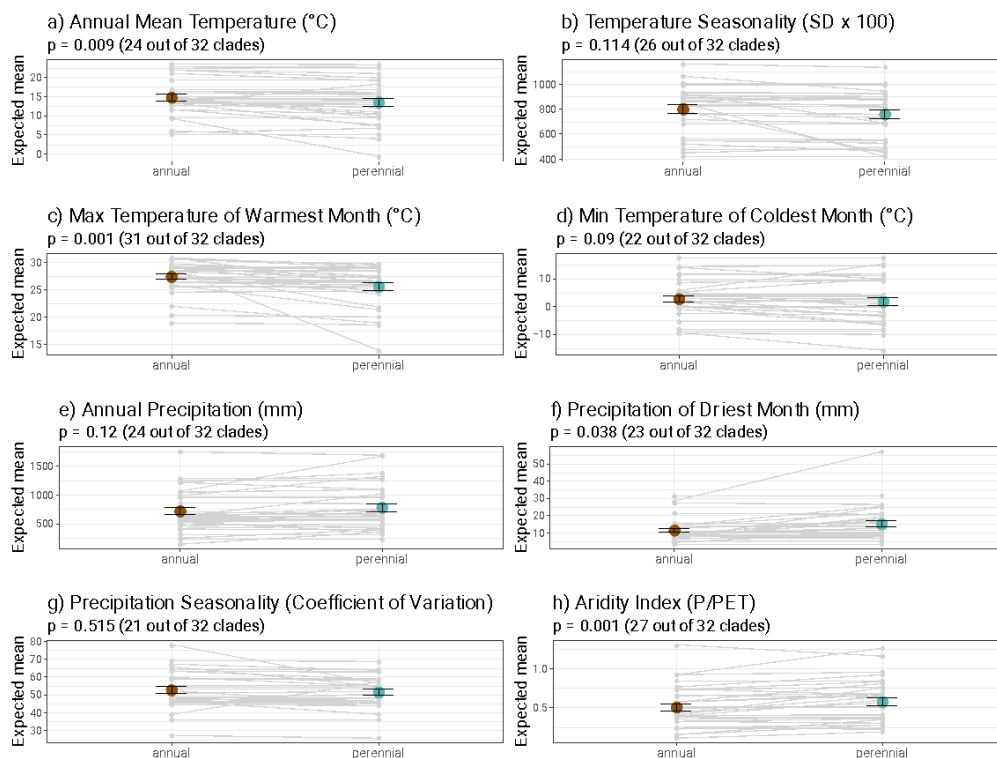 a) Annual Mean Temperature (°C)
p = 0.009 (24 out of 32 clades)
Expected mean
20
15
10
5
0
annual
perennial
b) Temperature Seasonality (SD x 100)
p = 0.114 (26 out of 32 clades)
Expected mean
1000
800
600
400
annual
perennial
c) Max Temperature of Warmest Month (°C)
p = 0.001 (31 out of 32 clades)
Expected mean
30
25
20
15
annual
perennial
d) Min Temperature of Coldest Month (°C)
p = 0.09 (22 out of 32 clades)
Expected mean
10
0
−10
annual
perennial
e) Annual Precipitation (mm)
p = 0.12 (24 out of 32 clades)
Expected mean
1500
1000
500
annual
perennial
f) Precipitation of Driest Month (mm)
p = 0.038 (23 out of 32 clades)
Expected mean
50
40
30
20
10
annual
perennial
g) Precipitation Seasonality (Coefficient of Variation)
p = 0.515 (21 out of 32 clades)
Expected mean
80
70
60
50
40
30
annual
perennial
h) Aridity Index (P/PET)
p = 0.001 (27 out of 32 clades)
Expected mean
1.0
0.5
annual
perennial